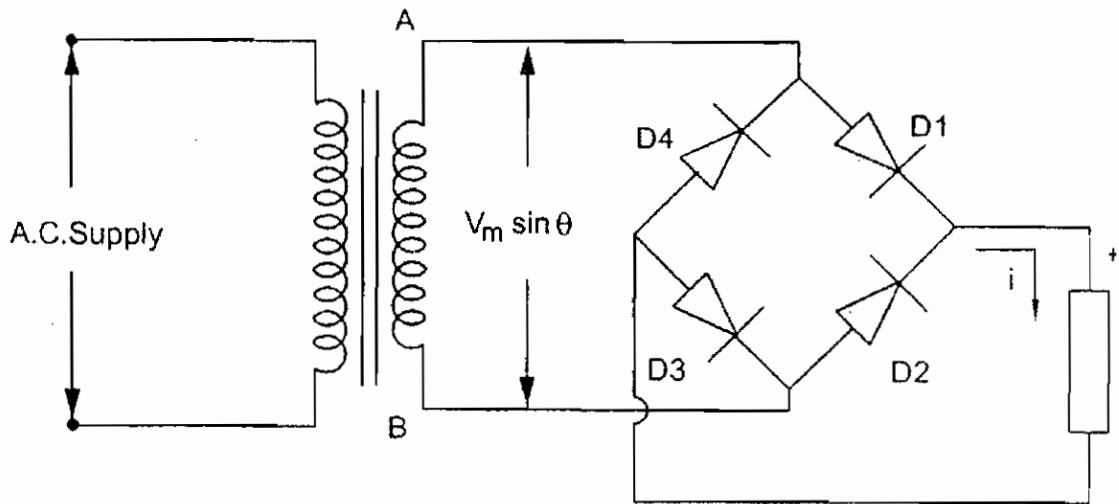 A
D4
D1
A.C.Supply
Vm sin θ
+
i
D3
D2
B